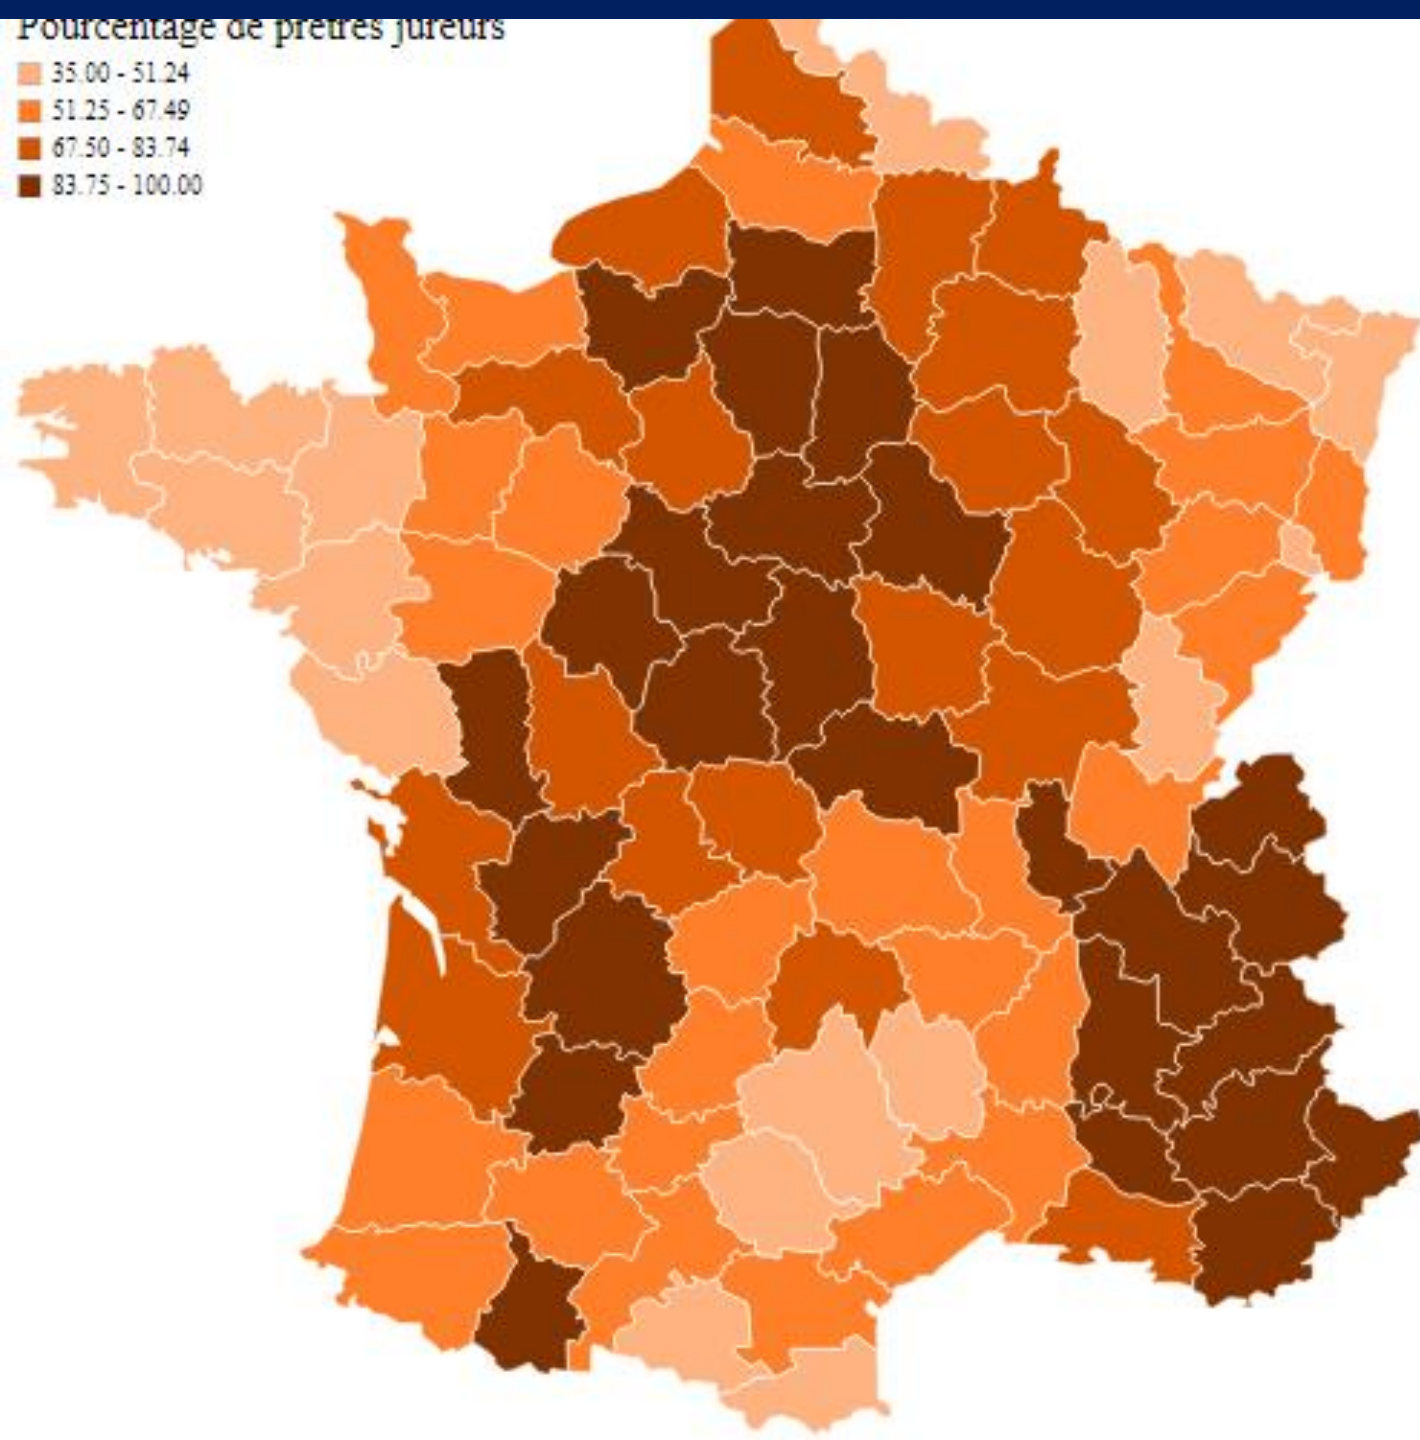 Pourcentage de prêtres jureurs
35.00 - 51.24
51.25 - 67.49
67.50 - 83.74
83.75 - 100.00